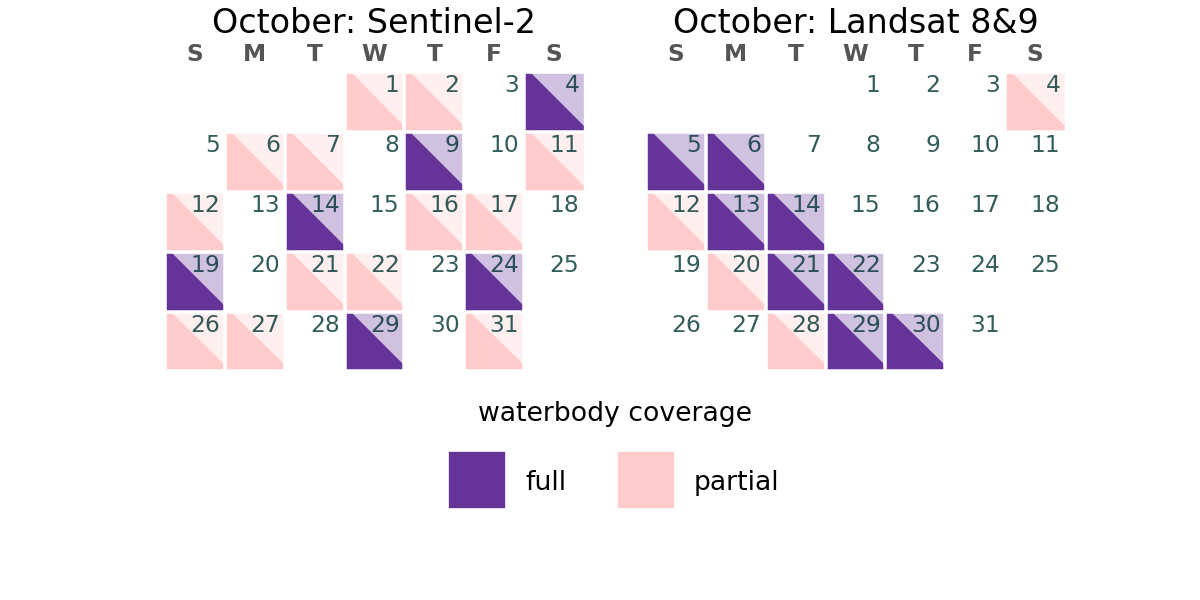 October: Sentinel-2
S M T W T F S
1 2 3 4
5 6 7 8 9 10 11
12 13 14 15 16 17 18
19 20 21 22 23 24 25
26 27 28 29 30 31
October: Landsat 8&9
S M T W T F S
1 2 3 4
5 6 7 8 9 10 11
12 13 14 15 16 17 18
19 20 21 22 23 24 25
26 27 28 29 30 31
waterbody coverage
full partial